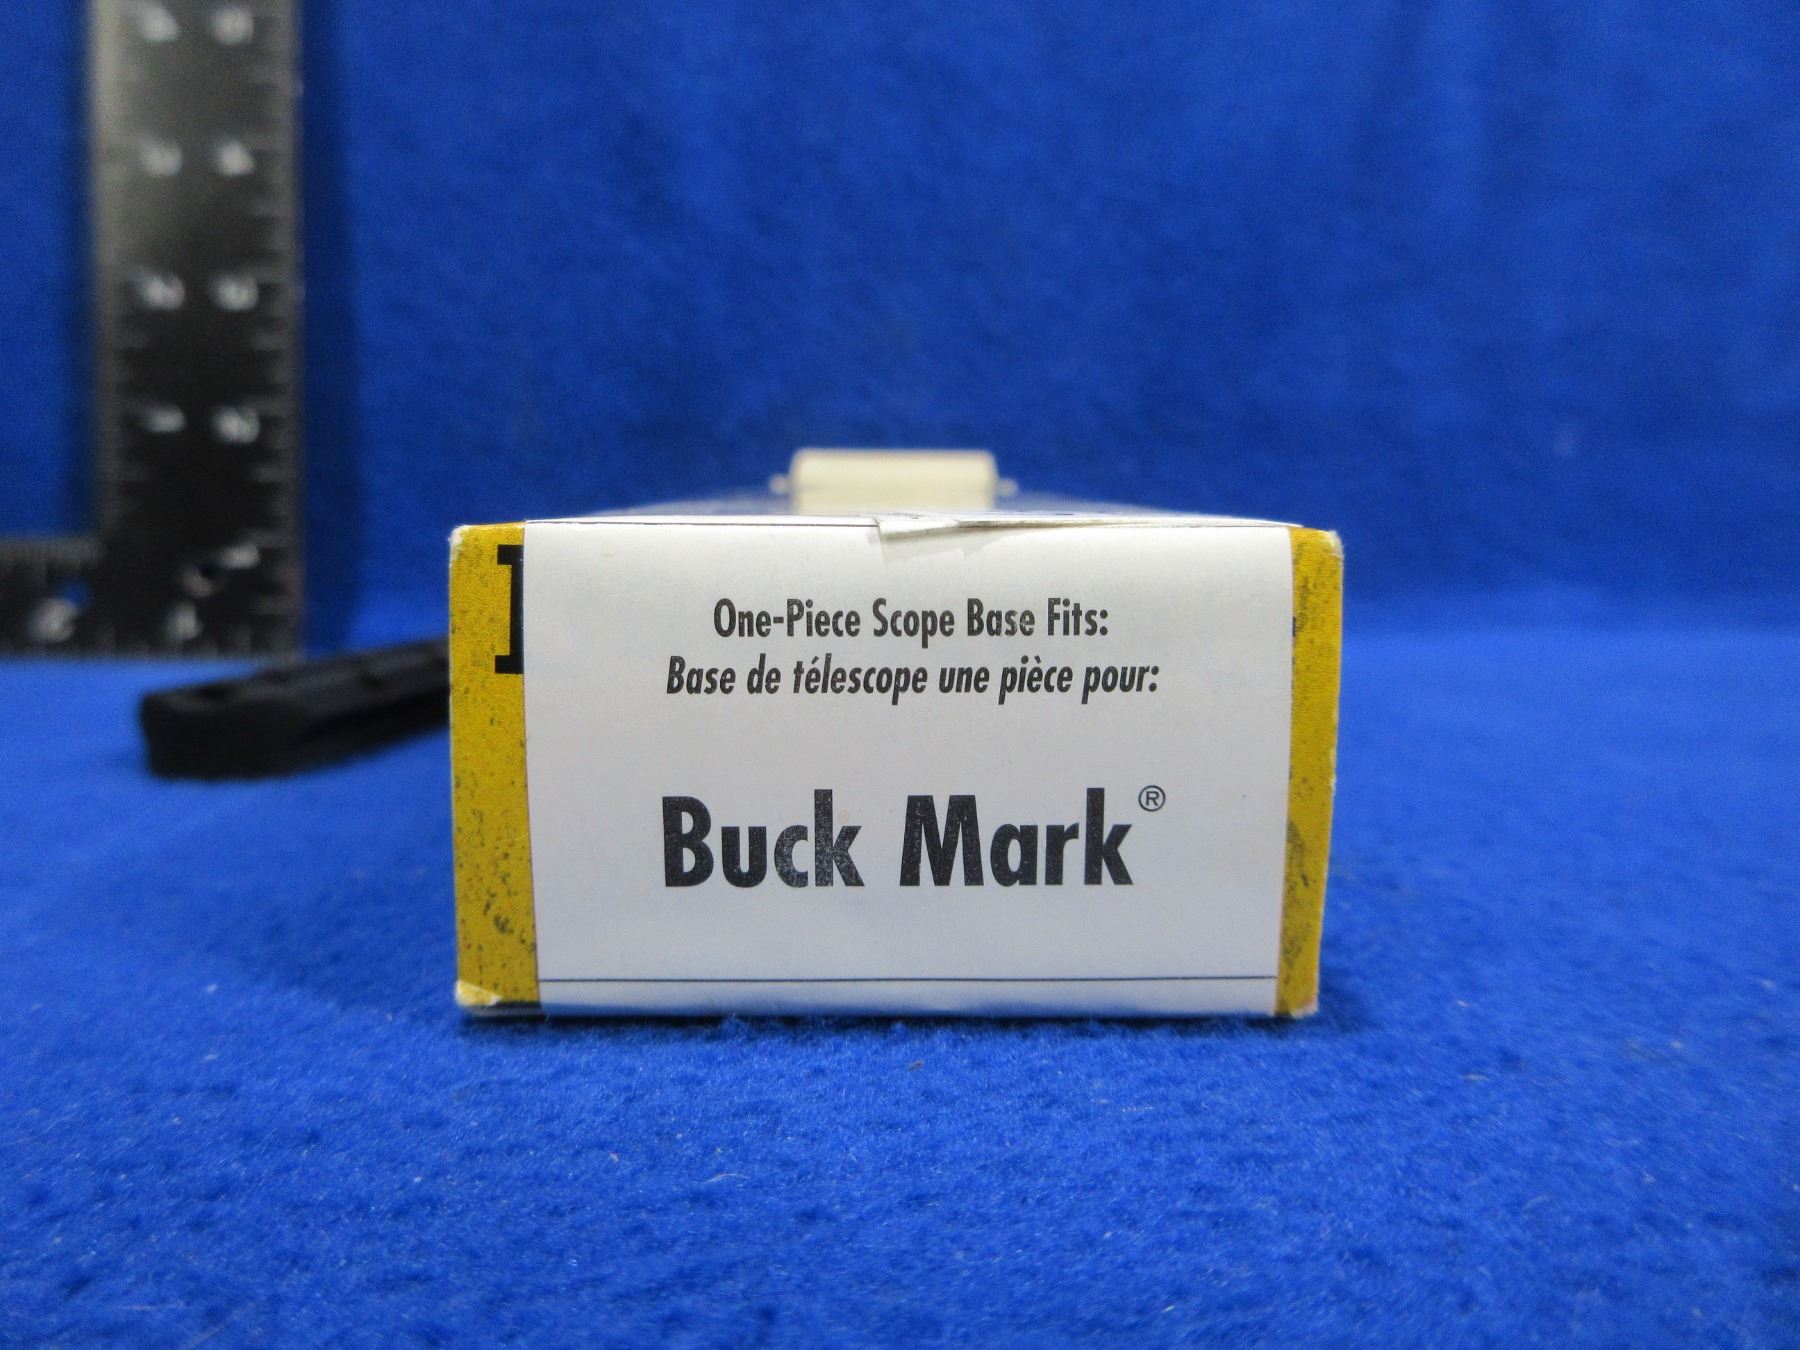 One-Piece Scope Base Fits:
Base de télescope une pièce pour:
Buck Mark®